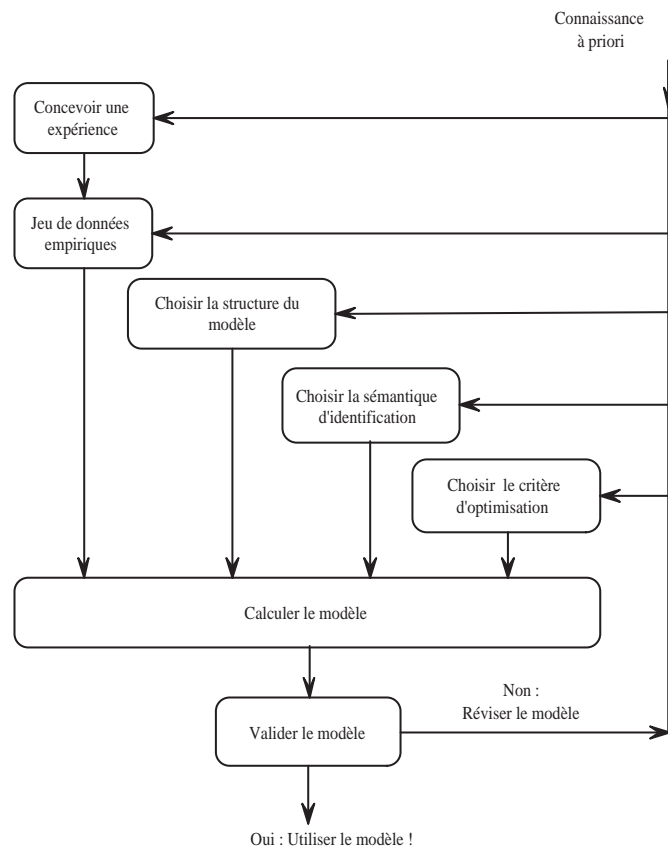 Connaissance
à priori
Concevoir une
expérience
Jeu de données
empiriques
Choisir la structure du
modèle
Choisir la sémantique
d'identification
Choisir le critère
d'optimisation
Calculer le modèle
Valider le modèle
Non :
Réviser le modèle
Oui : Utiliser le modèle !